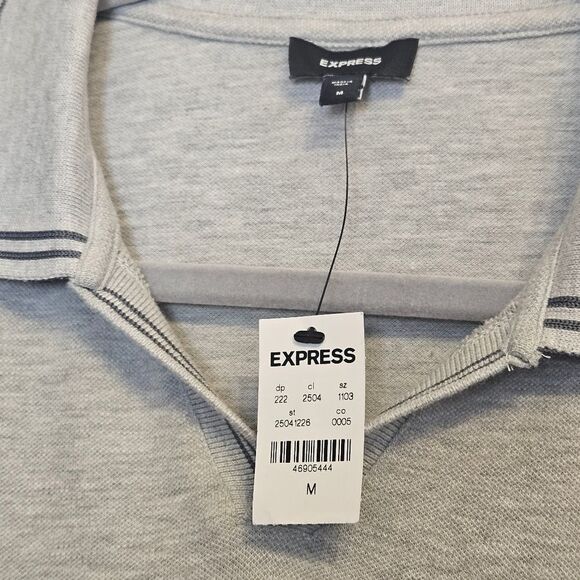 EXPRESS
M
EXPRESS
dp cl sz
222 2504 1103
st co
25041226 0005
46905444
M